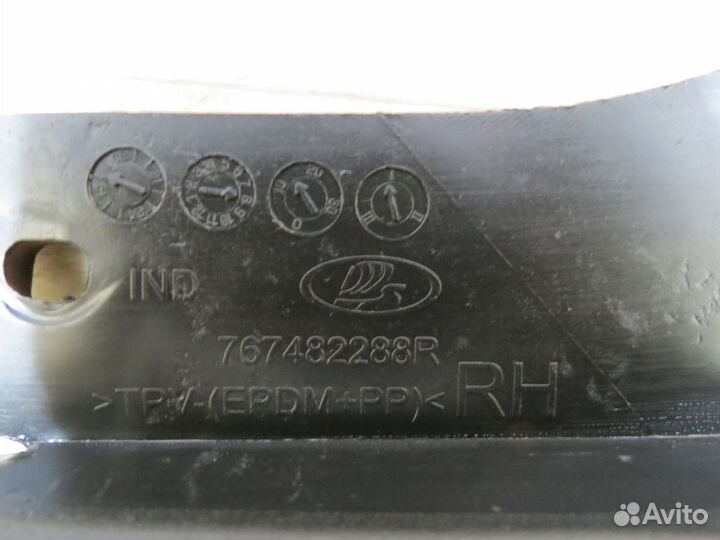 IND
767482288R
>TPV-(EPDM+PP)< RH
Avito